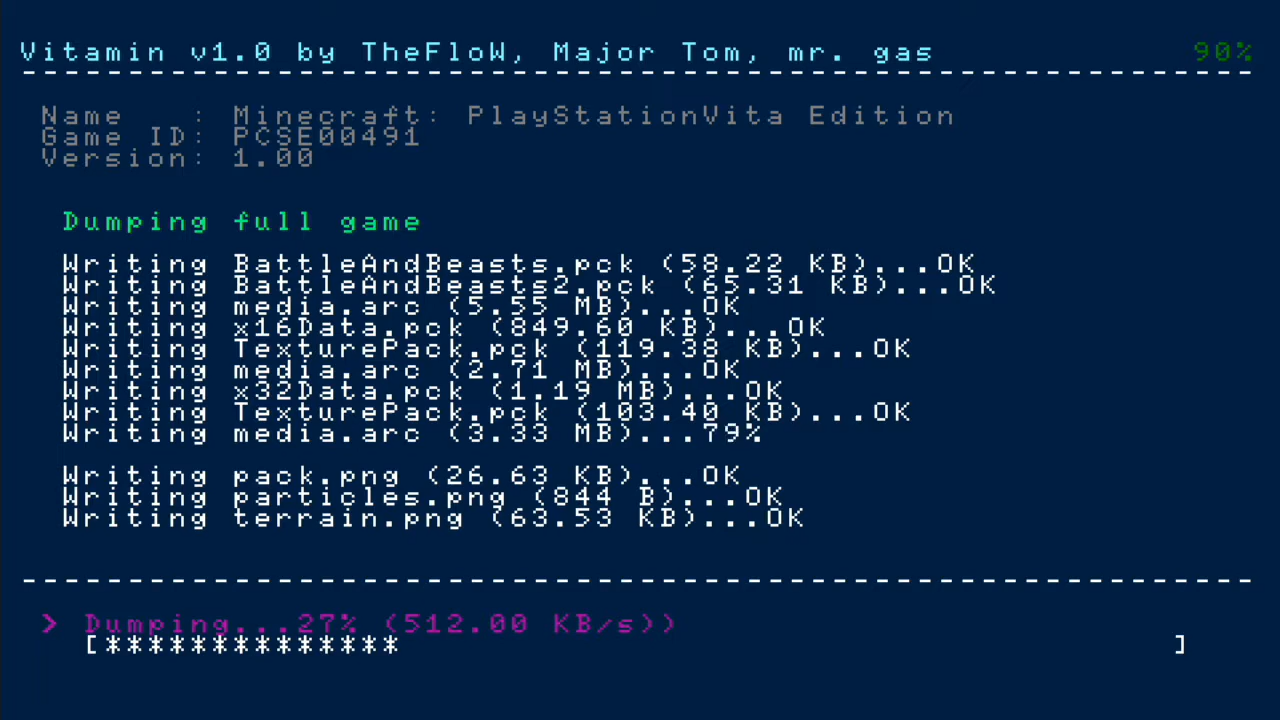 Vitamin v1.0 by TheFloW, Major Tom, mr. gas 90%
--------------------------------------------------------
Name   : Minecraft: PlayStationVita Edition
Game ID: PCSE00491
Version: 1.00
Dumping full game
Writing BattleAndBeasts.pck (58.22 KB)...OK
Writing BattleAndBeasts2.pck (65.31 KB)...OK
Writing media.arc (5.55 MB)...OK
Writing x16Data.pck (849.60 KB)...OK
Writing TexturePack.pck (119.38 KB)...OK
Writing media.arc (2.71 MB)...OK
Writing x32Data.pck (1.19 MB)...OK
Writing TexturePack.pck (103.40 KB)...OK
Writing media.arc (3.33 MB)...79%
Writing pack.png (26.63 KB)...OK
Writing particles.png (844 B)...OK
Writing terrain.png (63.53 KB)...OK
--------------------------------------------------------
> Dumping...27% (512.00 KB/s))
[**************                                    ]